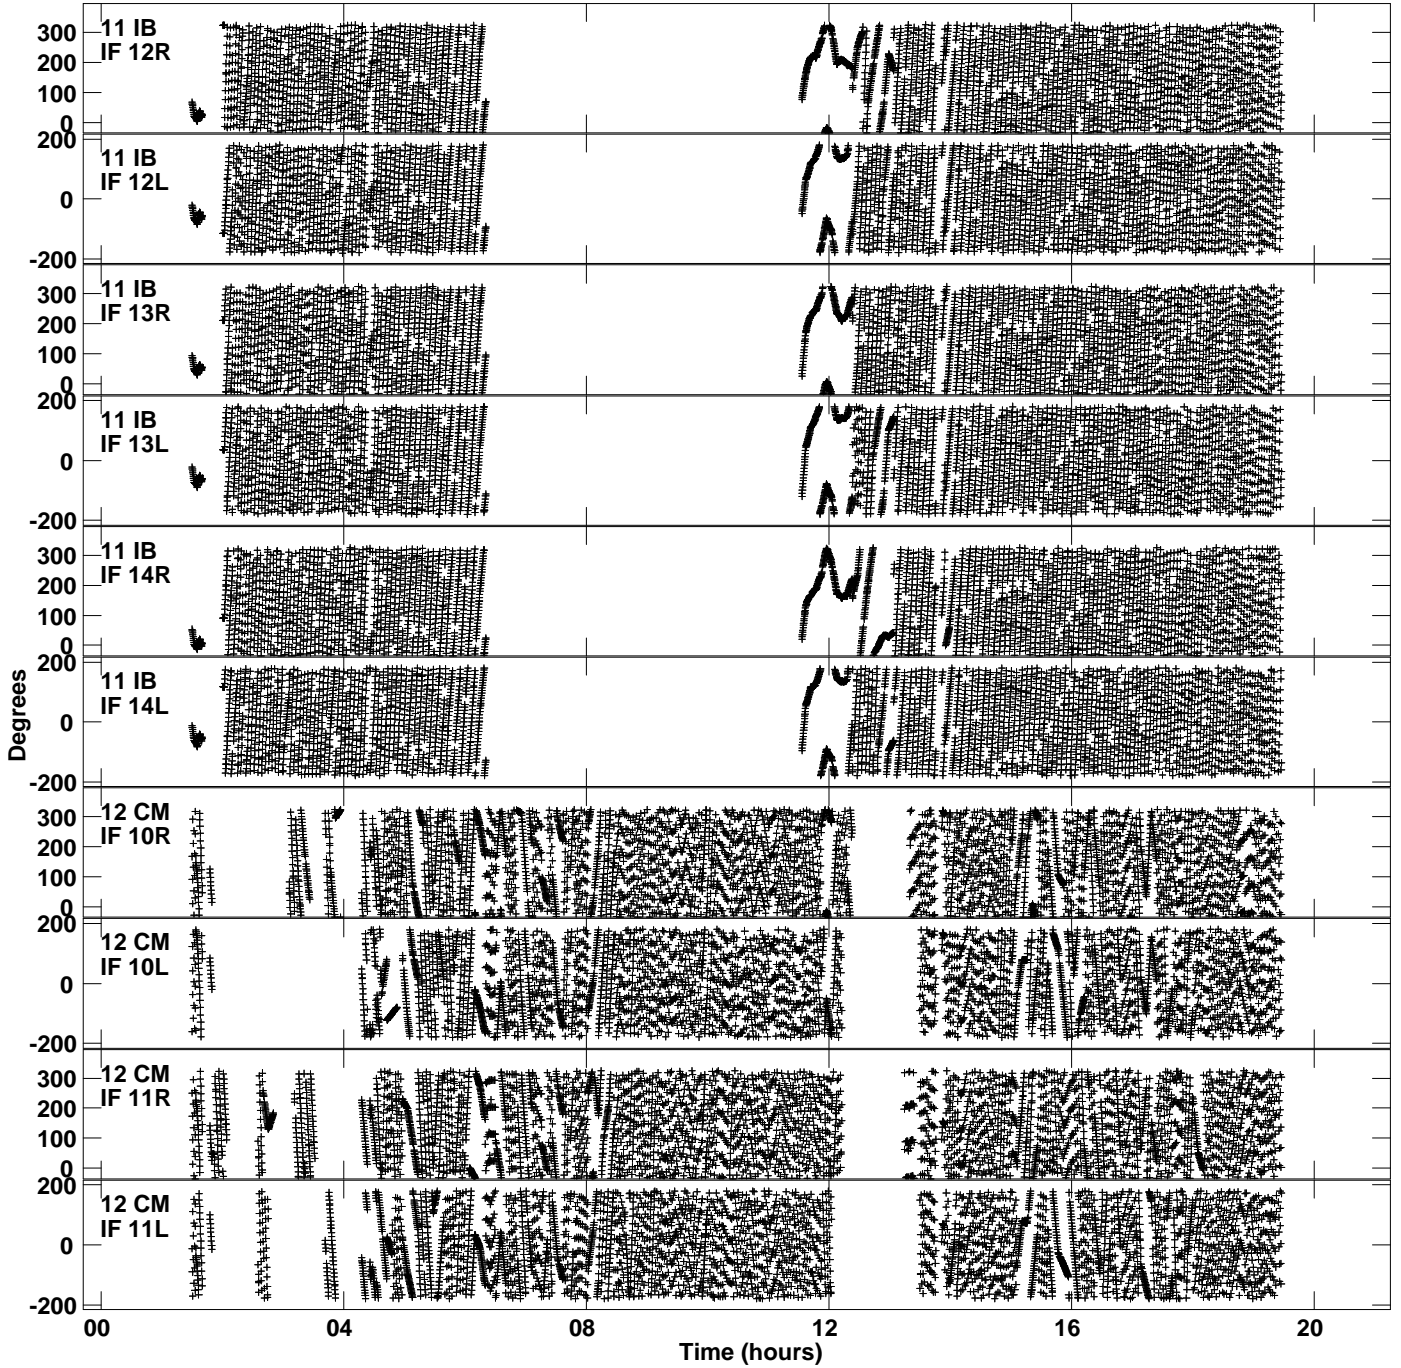 11 IB
IF 12R
300
200
100
0
11 IB
IF 12L
200
0
-200
11 IB
IF 13R
300
200
100
0
11 IB
IF 13L
200
0
-200
11 IB
IF 14R
300
200
100
0
11 IB
IF 14L
200
0
-200
12 CM
IF 10R
300
200
100
0
12 CM
IF 10L
200
0
-200
12 CM
IF 11R
300
200
100
0
12 CM
IF 11L
200
0
-200
Degrees
00 04 08 12 16 20
Time (hours)